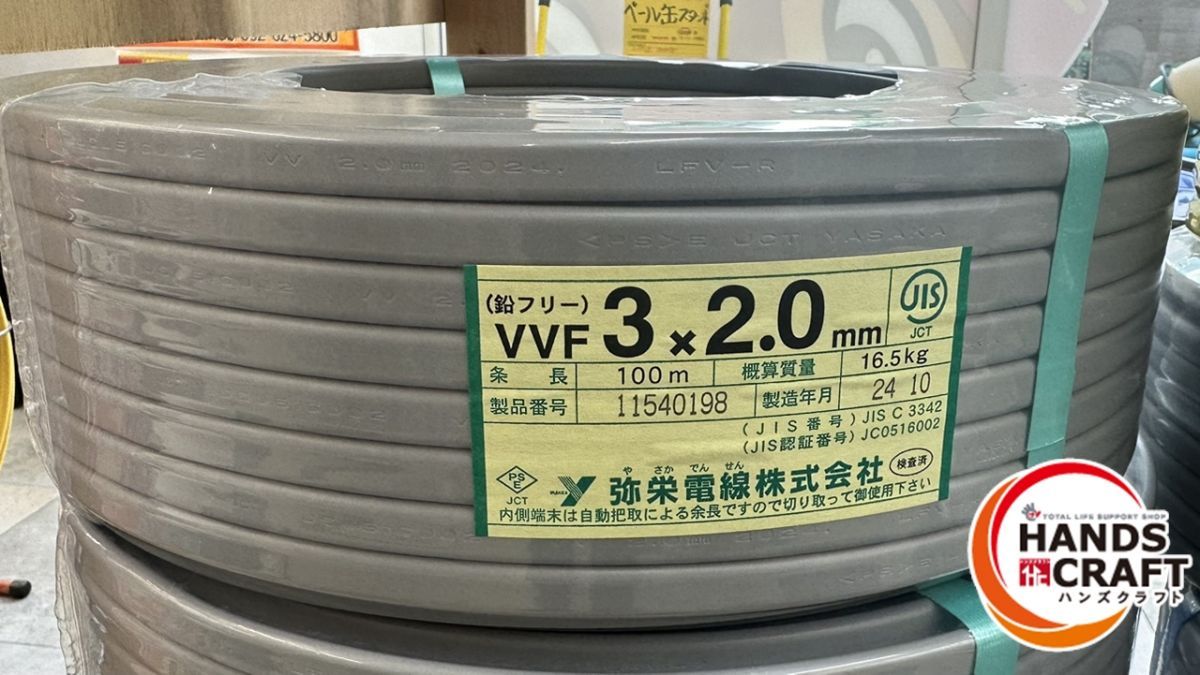 092-624-5800
ペール缶スタンド
VV 2.0 2024. LFV-R
<PS>E JCT YASAKA
(鉛フリー)
VVF 3×2.0mm
JIS
JCT
条 長 100m 概算質量 16.5kg
製品番号 11540198 製造年月 24 10
(JIS番号) JIS C 3342
(JIS認証番号) JC0516002
PS
E
JCT
YASAKA
や さか でん せん
弥栄電線株式会社
検査済
内側端末は自動把取による余長ですので切り取って御使用下さい
TOTAL LIFE SUPPORT SHOP
HANDS
CRAFT
ハンズクラフト